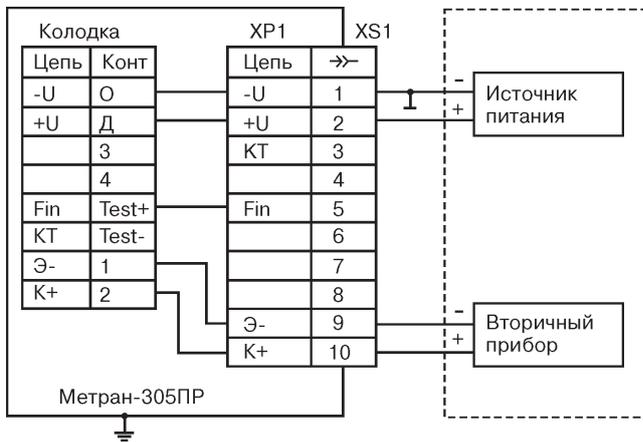 Колодка XP1 XS1
Цепь Конт Цепь
-U О -U 1 - Источник
+U Д +U 2 + питания
3 КТ 3
4 4
Fin Test+ Fin 5
КТ Test- 6
Э- 1 7
К+ 2 8
Э- 9 - Вторичный
К+ 10 + прибор
Метран-305ПР